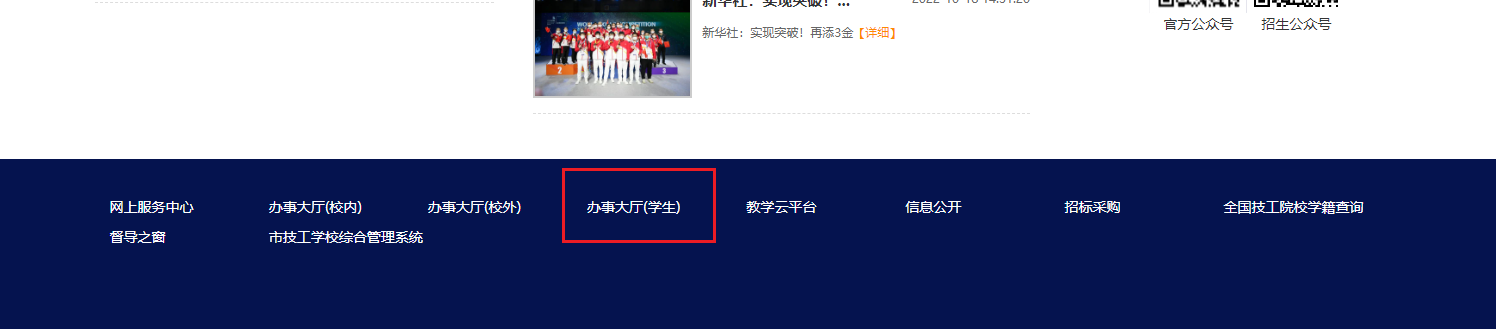 新华社：实现突破！...
2022-10-18 14:51:20
新华社：实现突破！再添3金【详细】
官方公众号
招生公众号
网上服务中心
办事大厅(校内)
办事大厅(校外)
办事大厅(学生)
教学云平台
信息公开
招标采购
全国技工院校学籍查询
督导之窗
市技工学校综合管理系统